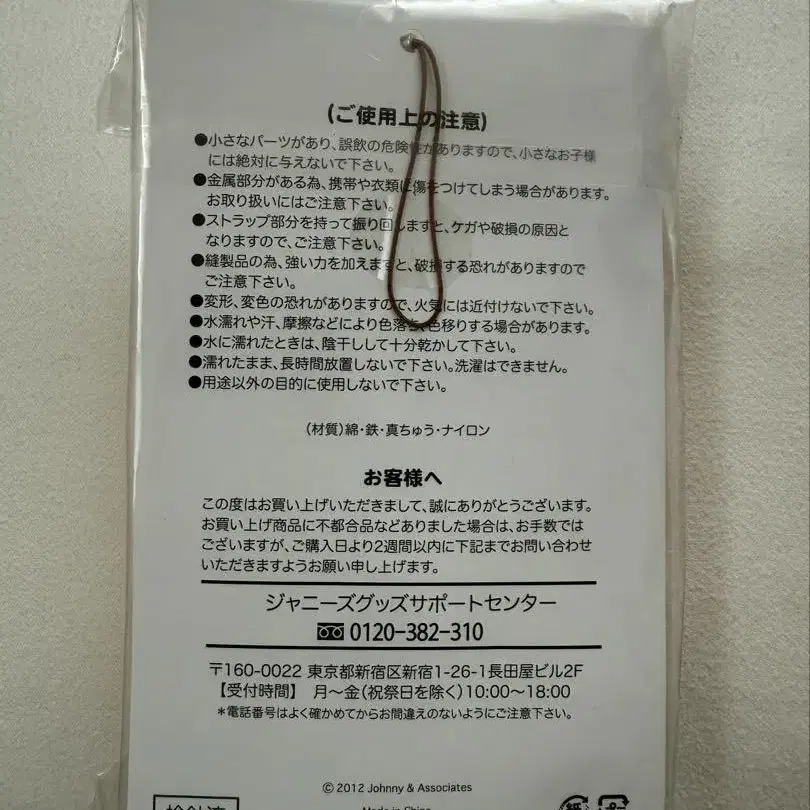 (ご使用上の注意)
●小さなパーツがあり、誤飲の危険性がありますので、小さなお子様
には絶対に与えないで下さい。
●金属部分がある為、携帯や衣類に傷をつけてしまう場合があります。
お取り扱いにはご注意下さい。
●ストラップ部分を持って振り回しますと、ケガや破損の原因と
なりますので、ご注意下さい。
●縫製品の為、強い力を加えますと、破損する恐れがありますので
ご注意下さい。
●変形、変色の恐れがありますので、火気には近付けないで下さい。
●水濡れや汗、摩擦などにより色落ち、色移りする場合があります。
●水に濡れたときは、陰干しして十分乾かして下さい。
●濡れたまま、長時間放置しないで下さい。洗濯はできません。
●用途以外の目的に使用しないで下さい。
(材質)綿・鉄・真ちゅう・ナイロン
お客様へ
この度はお買い上げいただきまして、誠にありがとうございます。
お買い上げ商品に不都合品などありました場合は、お手数では
ございますが、ご購入日より2週間以内に下記までお問い合わせ
いただきますようお願い申し上げます。
ジャニーズグッズサポートセンター
0120-382-310
〒160-0022 東京都新宿区新宿1-26-1長田屋ビル2F
【受付時間】 月～金(祝祭日を除く)10:00～18:00
*電話番号はよく確かめてからお間違えのないようにご注意下さい。
© 2012 Johnny & Associates